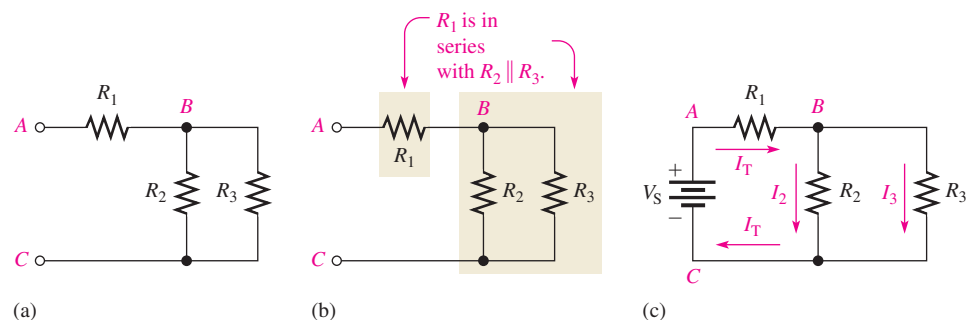 R1 is in
series
with R2 || R3.
A
R1
B
R2
R3
C
(a)
A
R1
B
R2
R3
C
(b)
A
R1
B
IT
+
VS
−
I2
R2
I3
R3
IT
C
(c)